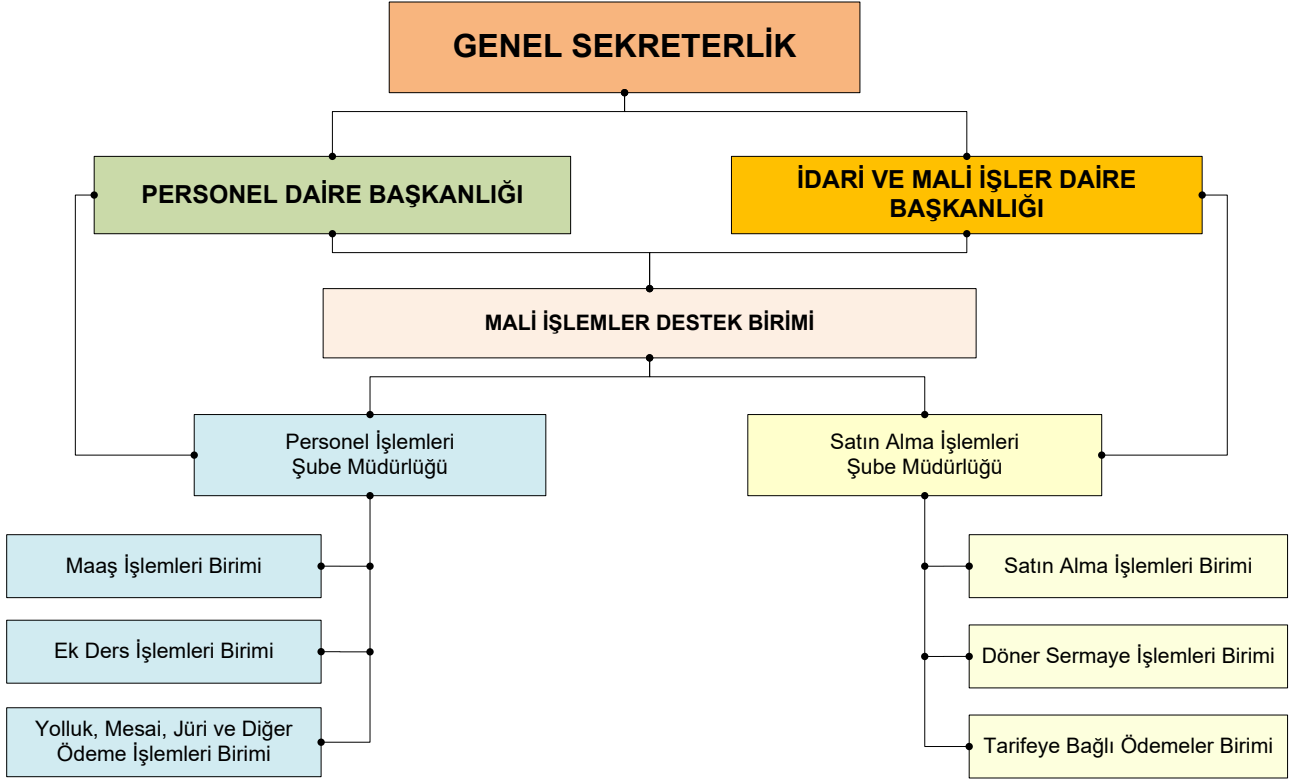 GENEL SEKRETERLİK
PERSONEL DAİRE BAŞKANLIĞI
İDARİ VE MALİ İŞLER DAİRE
BAŞKANLIĞI
MALİ İŞLEMLER DESTEK BİRİMİ
Personel İşlemleri
Şube Müdürlüğü
Satın Alma İşlemleri
Şube Müdürlüğü
Maaş İşlemleri Birimi
Satın Alma İşlemleri Birimi
Ek Ders İşlemleri Birimi
Döner Sermaye İşlemleri Birimi
Yolluk, Mesai, Jüri ve Diğer
Ödeme İşlemleri Birimi
Tarifeye Bağlı Ödemeler Birimi